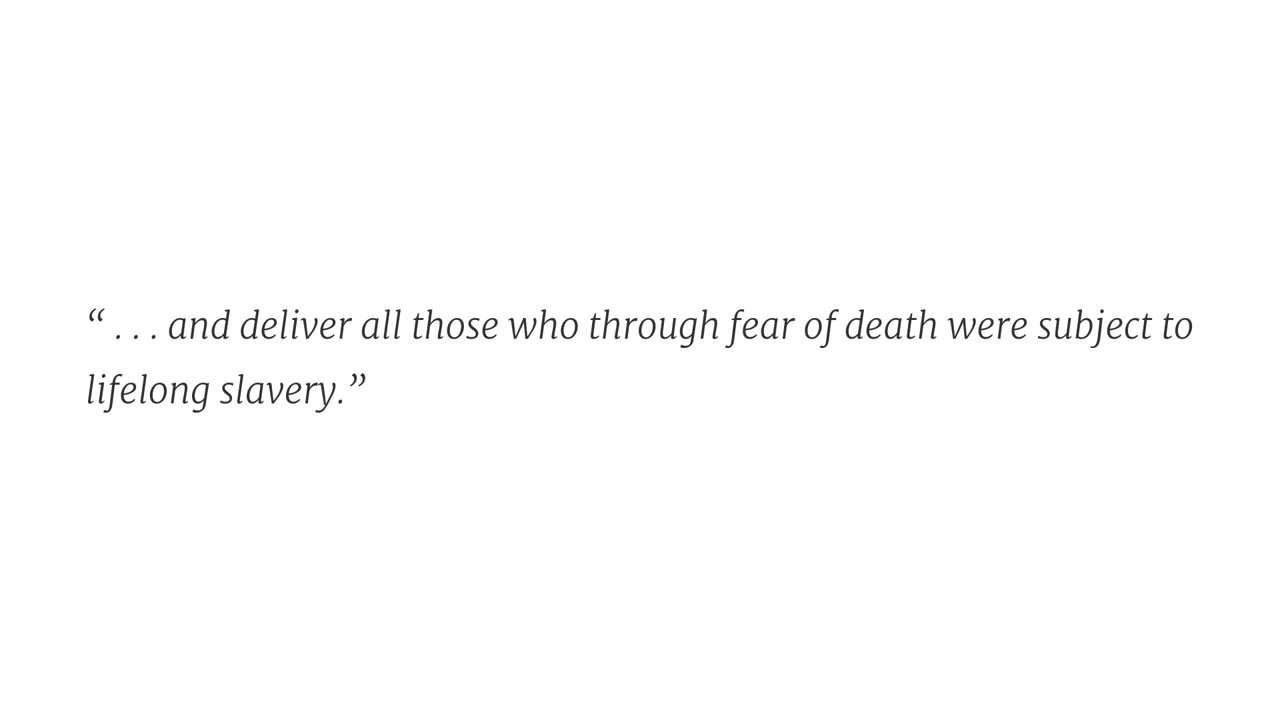 “ . . . and deliver all those who through fear of death were subject to
lifelong slavery.”